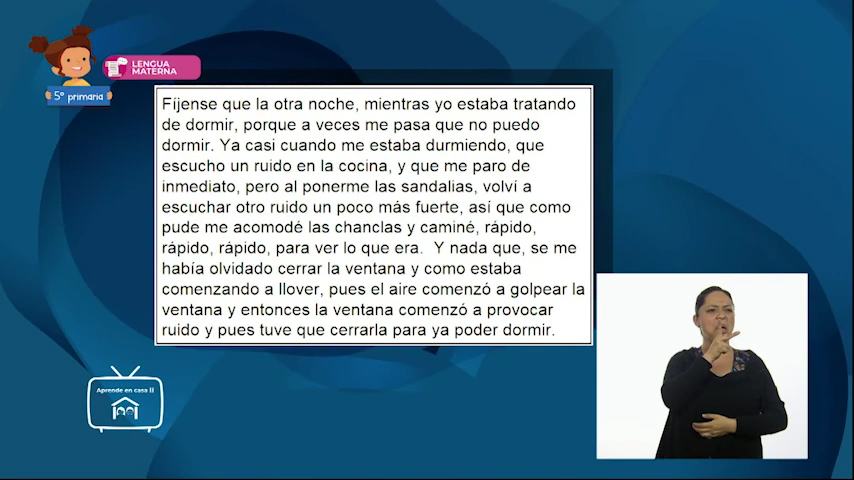 LENGUA
MATERNA
5° primaria
Fíjense que la otra noche, mientras yo estaba tratando
de dormir, porque a veces me pasa que no puedo
dormir. Ya casi cuando me estaba durmiendo, que
escucho un ruido en la cocina, y que me paro de
inmediato, pero al ponerme las sandalias, volví a
escuchar otro ruido un poco más fuerte, así que como
pude me acomodé las chanclas y caminé, rápido,
rápido, rápido, para ver lo que era. Y nada que, se me
había olvidado cerrar la ventana y como estaba
comenzando a llover, pues el aire comenzó a golpear la
ventana y entonces la ventana comenzó a provocar
ruido y pues tuve que cerrarla para ya poder dormir.
Aprende en casa II